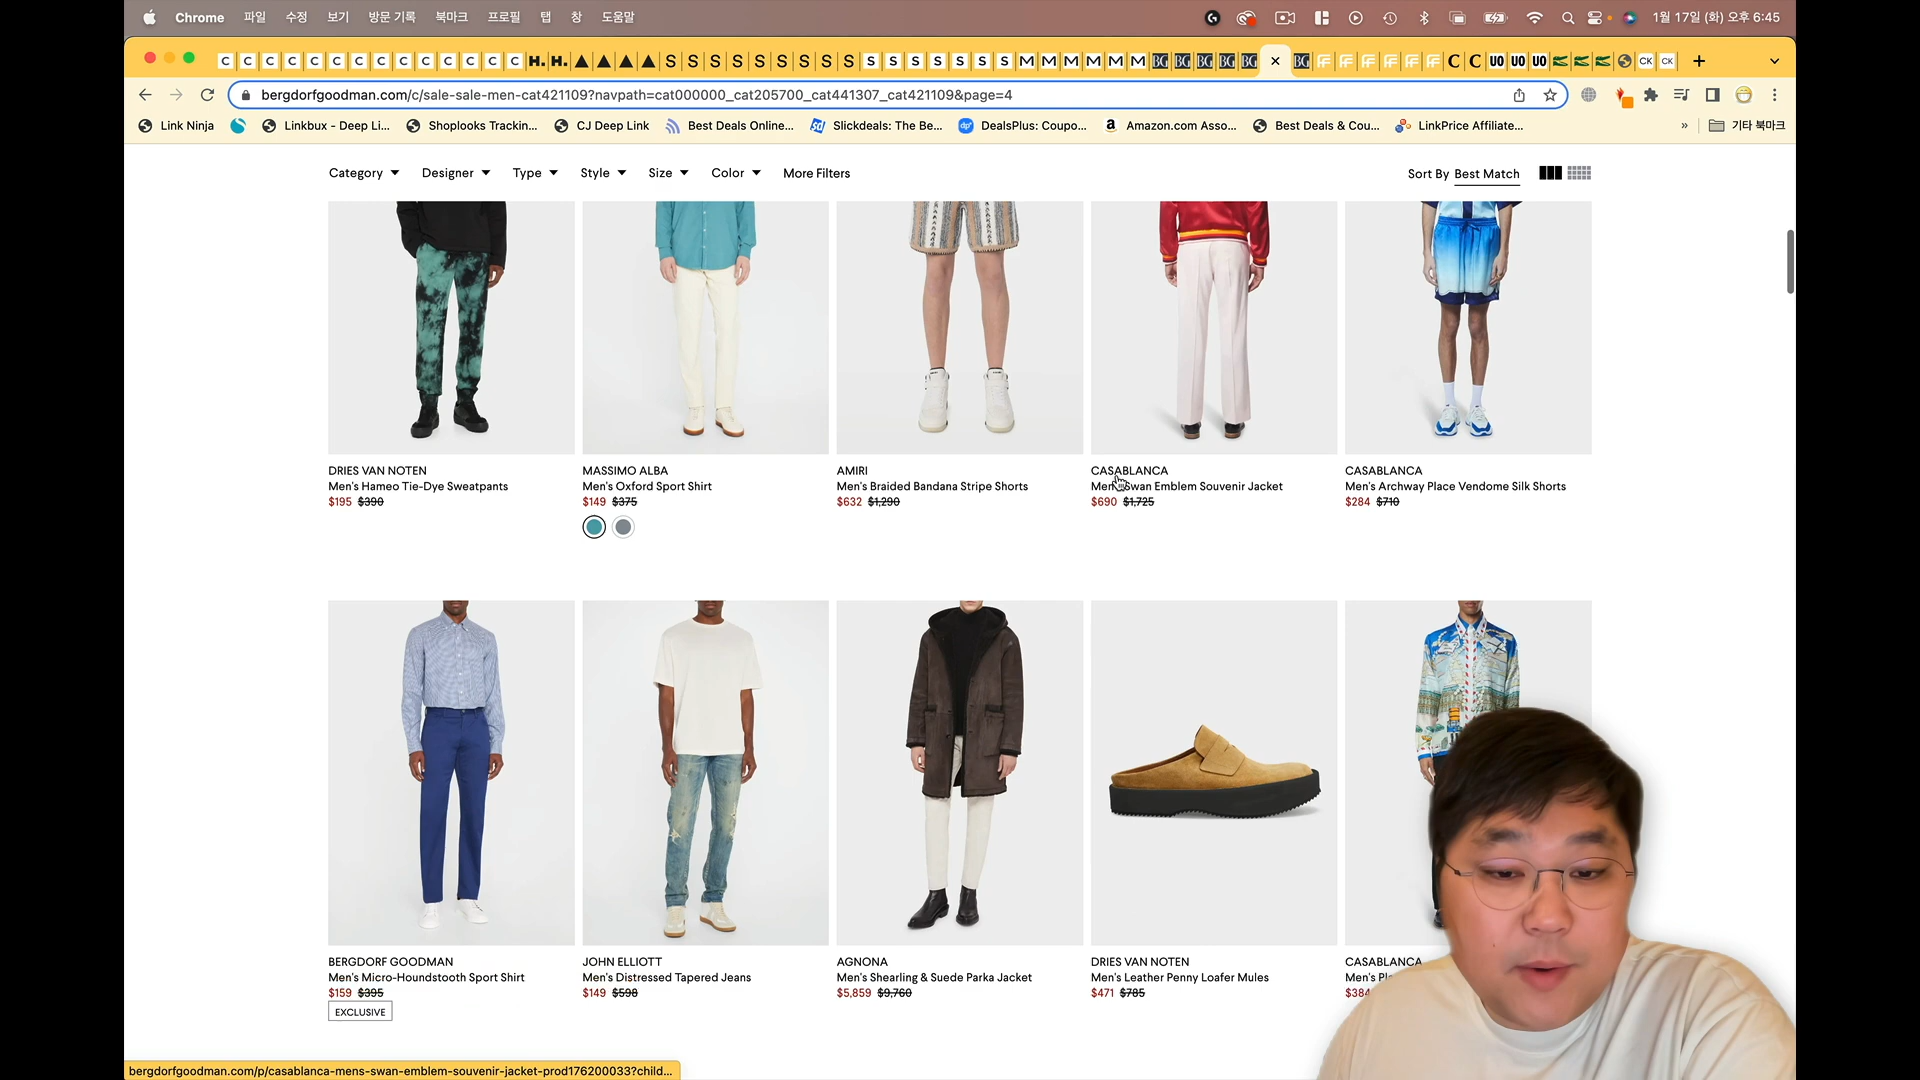 Chrome 파일 수정 보기 방문 기록 북마크 프로필 탭 창 도움말 1월 17일 (화) 오후 6:45
bergdorfgoodman.com/c/sale-sale-men-cat421109?navpath=cat000000_cat205700_cat441307_cat421109&page=4
Link Ninja Linkbux - Deep Li... Shoplooks Trackin... CJ Deep Link Best Deals Online... Slickdeals: The Be... DealsPlus: Coupo... Amazon.com Asso... Best Deals & Cou... LinkPrice Affiliate... » 기타 북마크
Category Designer Type Style Size Color More Filters Sort By Best Match
DRIES VAN NOTEN
Men's Hameo Tie-Dye Sweatpants
$195 $390
MASSIMO ALBA
Men's Oxford Sport Shirt
$149 $375
AMIRI
Men's Braided Bandana Stripe Shorts
$632 $1,290
CASABLANCA
Men's Swan Emblem Souvenir Jacket
$690 $1,725
CASABLANCA
Men's Archway Place Vendome Silk Shorts
$284 $710
BERGDORF GOODMAN
Men's Micro-Houndstooth Sport Shirt
$159 $395
EXCLUSIVE
JOHN ELLIOTT
Men's Distressed Tapered Jeans
$149 $598
AGNONA
Men's Shearling & Suede Parka Jacket
$5,859 $9,760
DRIES VAN NOTEN
Men's Leather Penny Loafer Mules
$471 $785
CASABLANCA
Men's
$384
bergdorfgoodman.com/p/casablanca-mens-swan-emblem-souvenir-jacket-prod176200033?child...